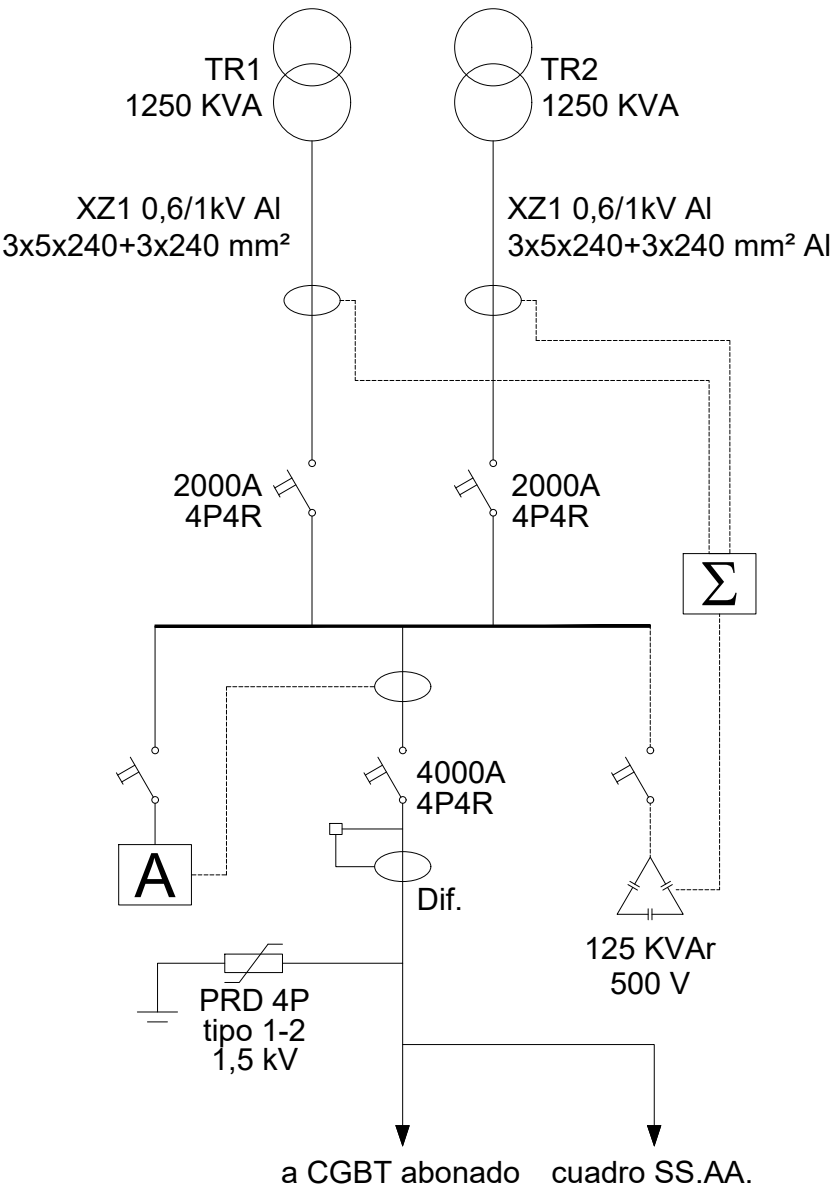 TR1
1250 KVA
TR2
1250 KVA
XZ1 0,6/1kV Al
3x5x240+3x240 mm²
XZ1 0,6/1kV Al
3x5x240+3x240 mm² Al
2000A
4P4R
2000A
4P4R
Σ
4000A
4P4R
A
Dif.
125 KVAr
500 V
PRD 4P
tipo 1-2
1,5 kV
a CGBT abonado
cuadro SS.AA.